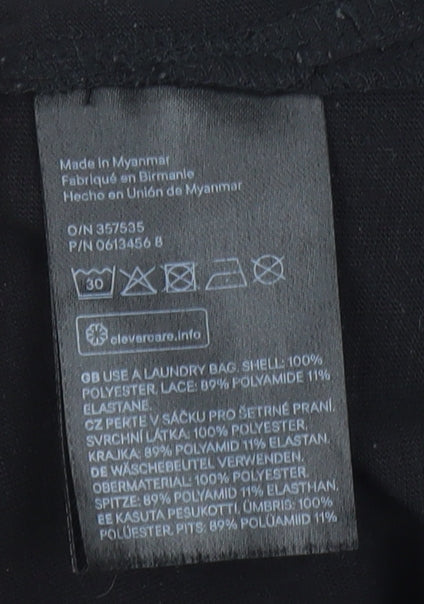 Made in Myanmar
Fabriqué en Birmanie
Hecho en Unión de Myanmar
O/N 357535
P/N 0613456 8
30
clevercare.info
GB USE A LAUNDRY BAG. SHELL: 100%
POLYESTER. LACE: 89% POLYAMIDE 11%
ELASTANE.
CZ PERTE V SÁČKU PRO ŠETRNÉ PRANÍ.
SVRCHNÍ LÁTKA: 100% POLYESTER.
KRAJKA: 89% POLYAMID 11% ELASTAN.
DE WÄSCHEBEUTEL VERWENDEN.
OBERMATERIAL: 100% POLYESTER.
SPITZE: 89% POLYAMID 11% ELASTHAN.
EE KASUTA PESUKOTTI. ÜMBRIS: 100%
POLÜESTER. PITS: 89% POLÜAMIID 11%